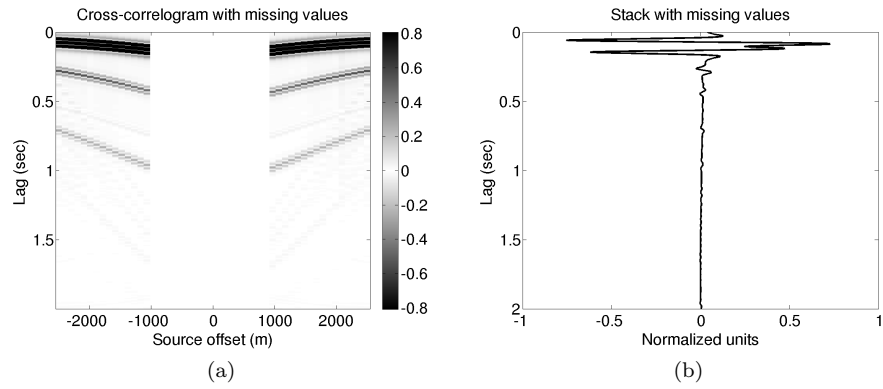 Cross-correlogram with missing values
0
0.5
1
1.5
Lag (sec)
-2000 -1000 0 1000 2000
Source offset (m)
0.8
0.6
0.4
0.2
0
-0.2
-0.4
-0.6
-0.8
(a)
Stack with missing values
0
0.5
1
1.5
2
Lag (sec)
-1 -0.5 0 0.5 1
Normalized units
(b)